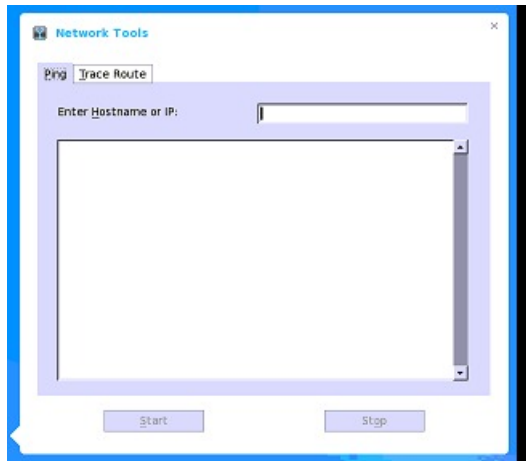 Network Tools
Ping Trace Route
Enter Hostname or IP:
Start Stop